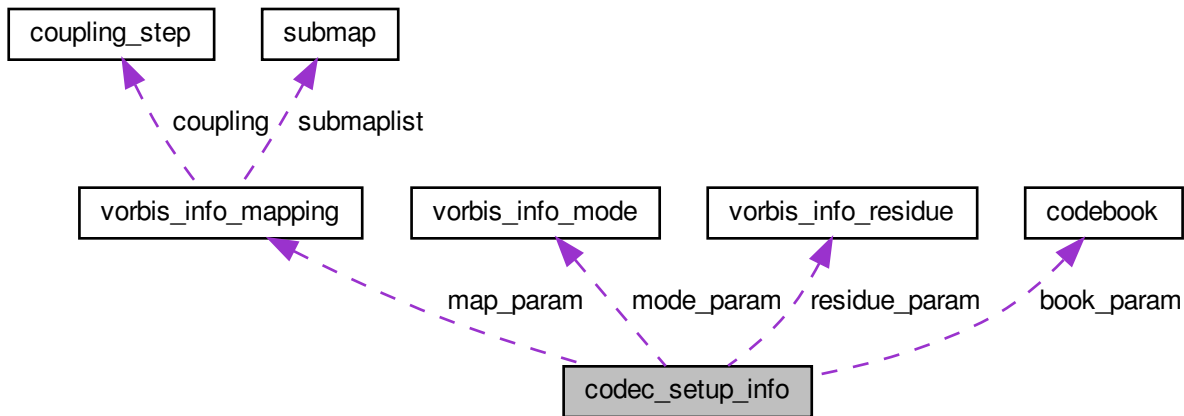 coupling_step
submap
coupling
submaplist
vorbis_info_mapping
vorbis_info_mode
vorbis_info_residue
codebook
map_param
mode_param
residue_param
book_param
codec_setup_info